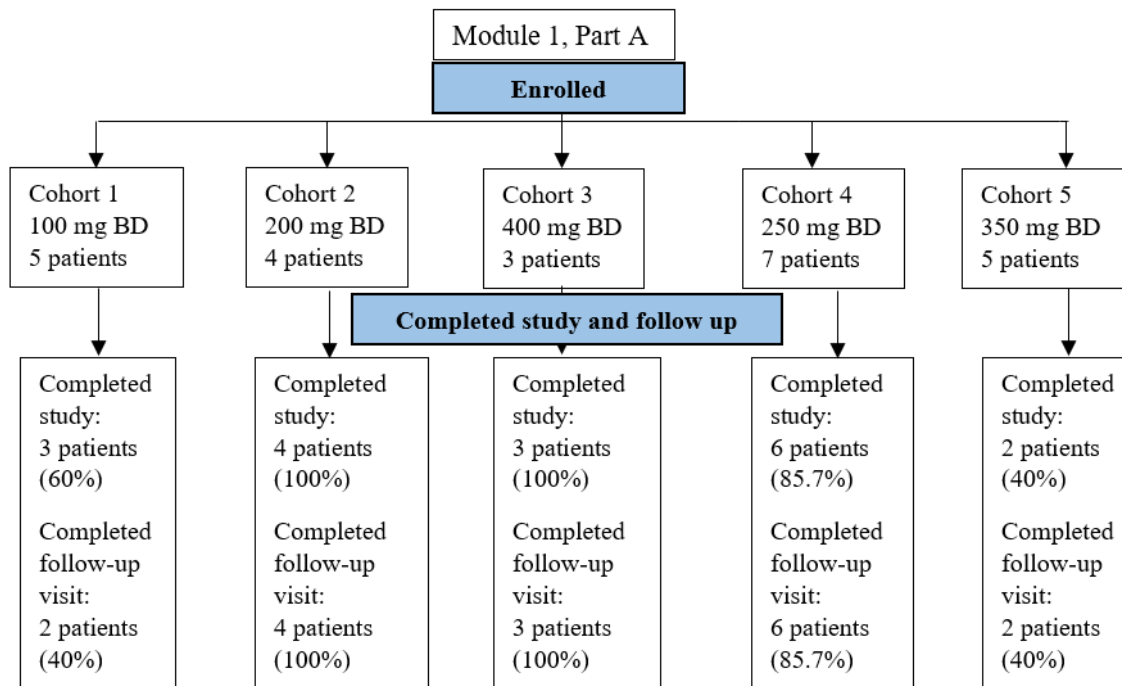 Module 1, Part A
Enrolled
Cohort 1
100 mg BD
5 patients
Cohort 2
200 mg BD
4 patients
Cohort 3
400 mg BD
3 patients
Cohort 4
250 mg BD
7 patients
Cohort 5
350 mg BD
5 patients
Completed study and follow up
Completed
study:
3 patients
(60%)
Completed
follow-up
visit:
2 patients
(40%)
Completed
study:
4 patients
(100%)
Completed
follow-up
visit:
4 patients
(100%)
Completed
study:
3 patients
(100%)
Completed
follow-up
visit:
3 patients
(100%)
Completed
study:
6 patients
(85.7%)
Completed
follow-up
visit:
6 patients
(85.7%)
Completed
study:
2 patients
(40%)
Completed
follow-up
visit:
2 patients
(40%)